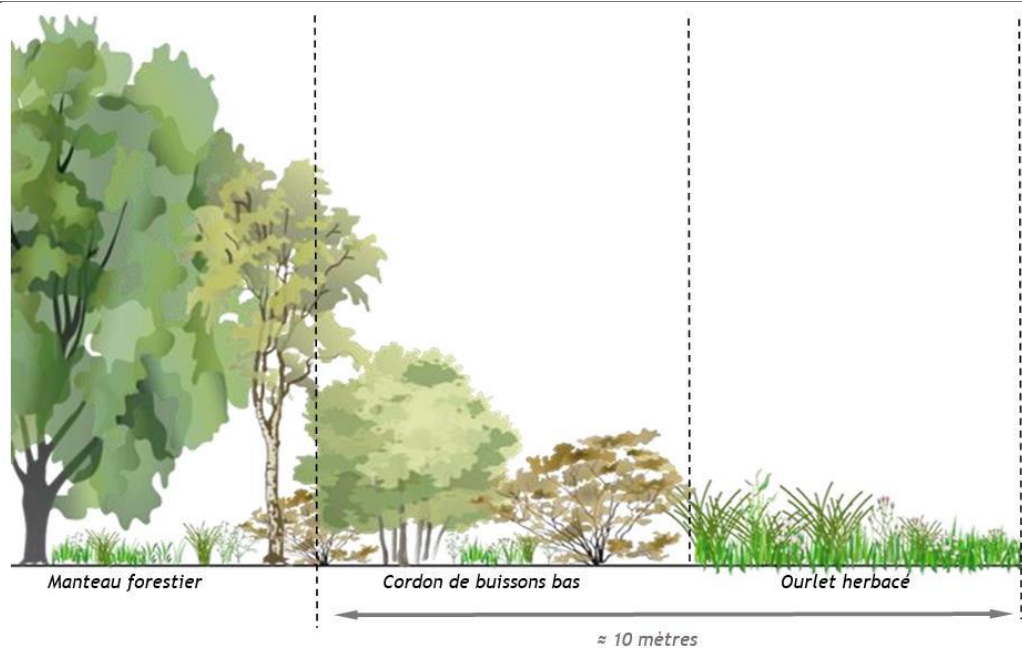 Manteau forestier
Cordon de buissons bas
Ourlet herbacé
≈ 10 mètres